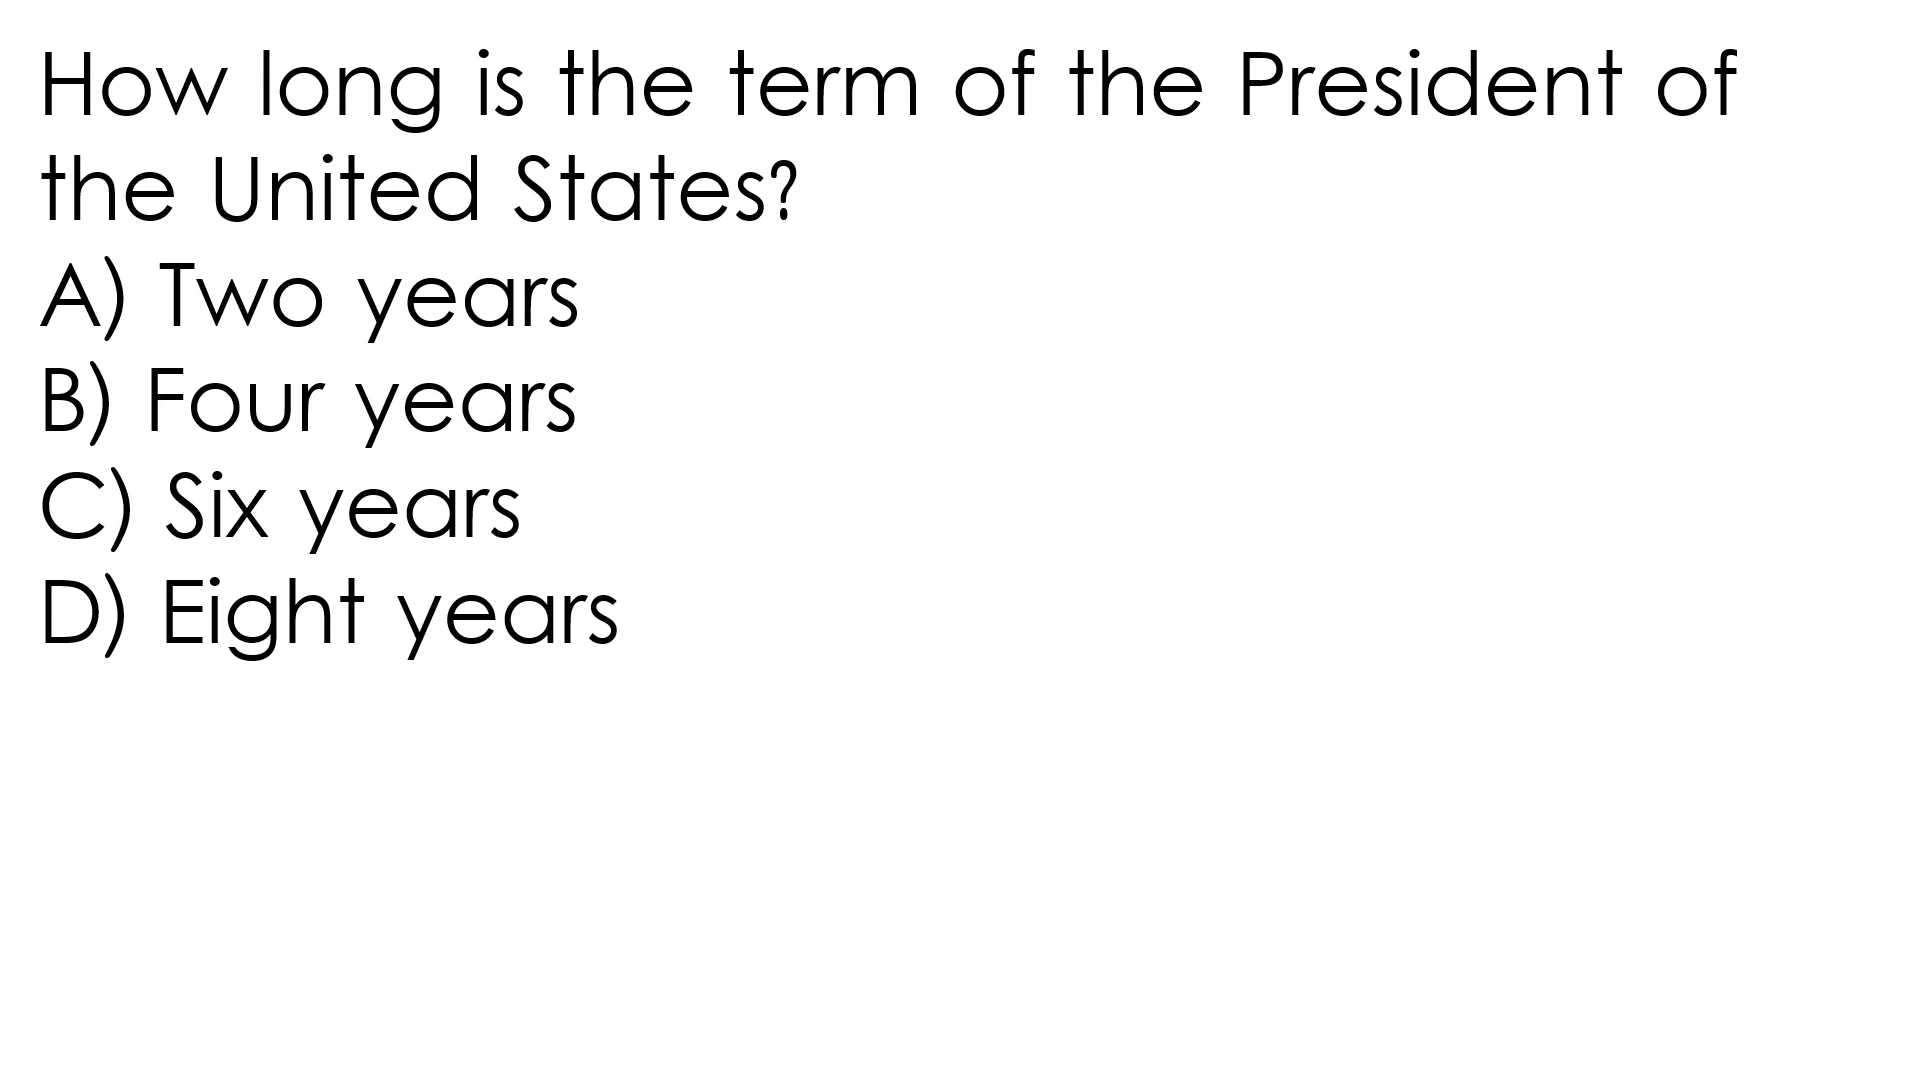 How long is the term of the President of
the United States?
A) Two years
B) Four years
C) Six years
D) Eight years